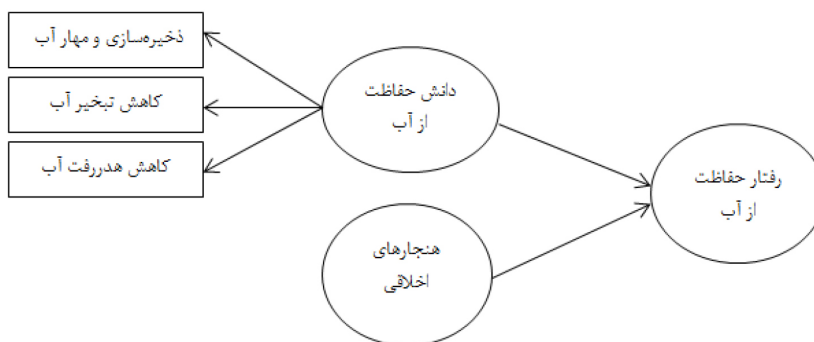 ذخیره‌سازی و مهار آب
کاهش تبخیر آب
کاهش هدررفت آب
دانش حفاظت
از آب
هنجارهای
اخلاقی
رفتار حفاظت
از آب